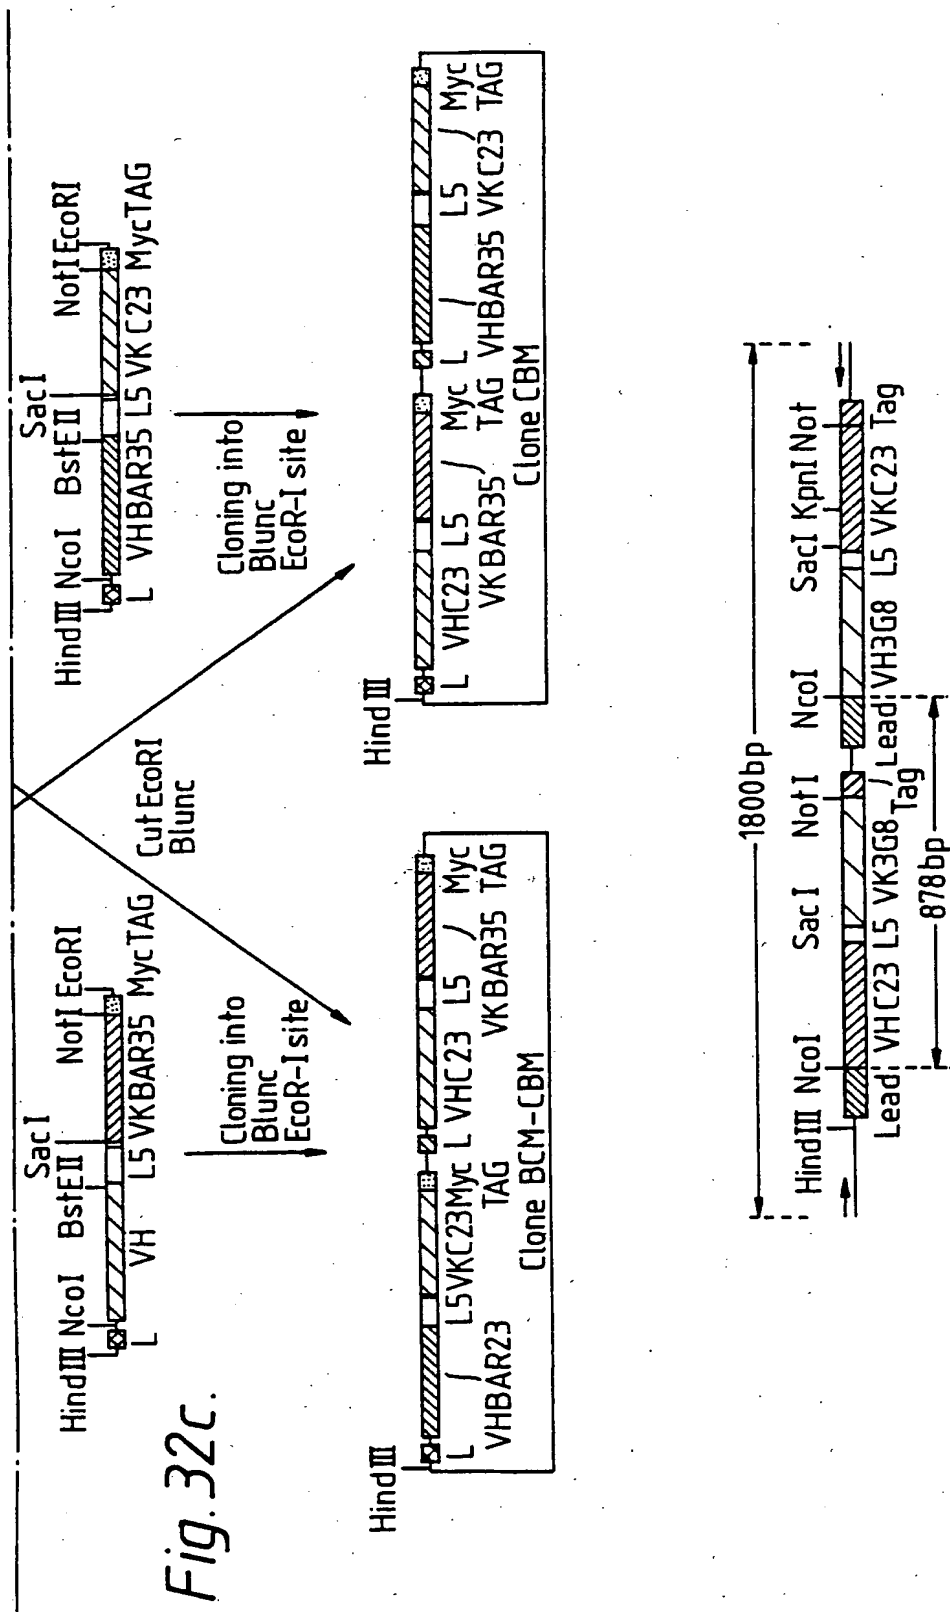 Fig. 32c.
HindIII NcoI BstEII SacI NotI EcoRI
L VH L5 VKBAR35 MycTAG
HindIII NcoI BstEII SacI NotI EcoRI
L VHBAR35 L5 VK C23 MycTAG
Cloning into
Blunc
EcoR-I site
Cut EcoRI
Blunc
Cloning into
Blunc
EcoR-I site
Hind III
L L5VKC23Myc L VHC23 L5 Myc
VHBAR23 TAG VKBAR35 TAG
Clone BCM-CBM
Hind III
L VHC23 L5 Myc L L5 Myc
VKBAR35 TAG VHBAR35 VKC23 TAG
Clone CBM
1800bp
HindIII NcoI SacI NotI NcoI SacI KpnI Not
Lead VHC23 L5 VK3G8 Lead VH3G8 L5 VKC23 Tag
Tag
878bp